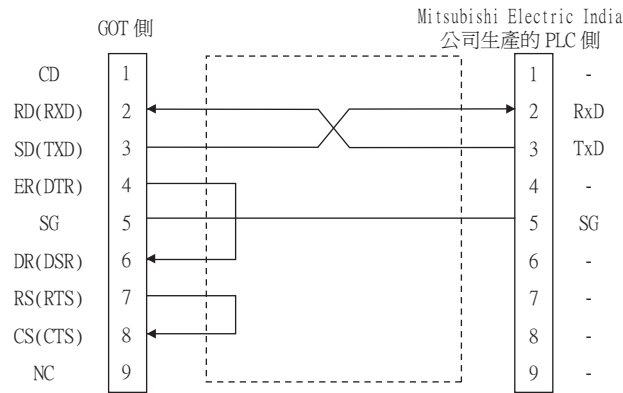 GOT 側
Mitsubishi Electric India
公司生產的 PLC 側
CD 1 1 -
RD(RXD) 2 2 RxD
SD(TXD) 3 3 TxD
ER(DTR) 4 4 -
SG 5 5 SG
DR(DSR) 6 6 -
RS(RTS) 7 7 -
CS(CTS) 8 8 -
NC 9 9 -